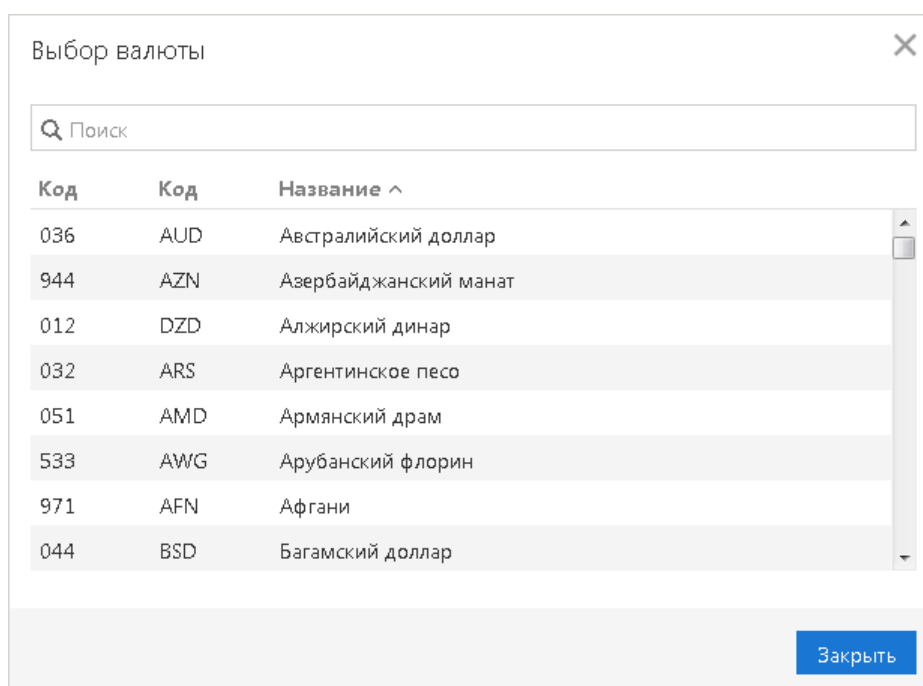 Выбор валюты
Поиск
Код Код Название
036 AUD Австралийский доллар
944 AZN Азербайджанский манат
012 DZD Алжирский динар
032 ARS Аргентинское песо
051 AMD Армянский драм
533 AWG Арубанский флорин
971 AFN Афгани
044 BSD Багамский доллар
Закрыть